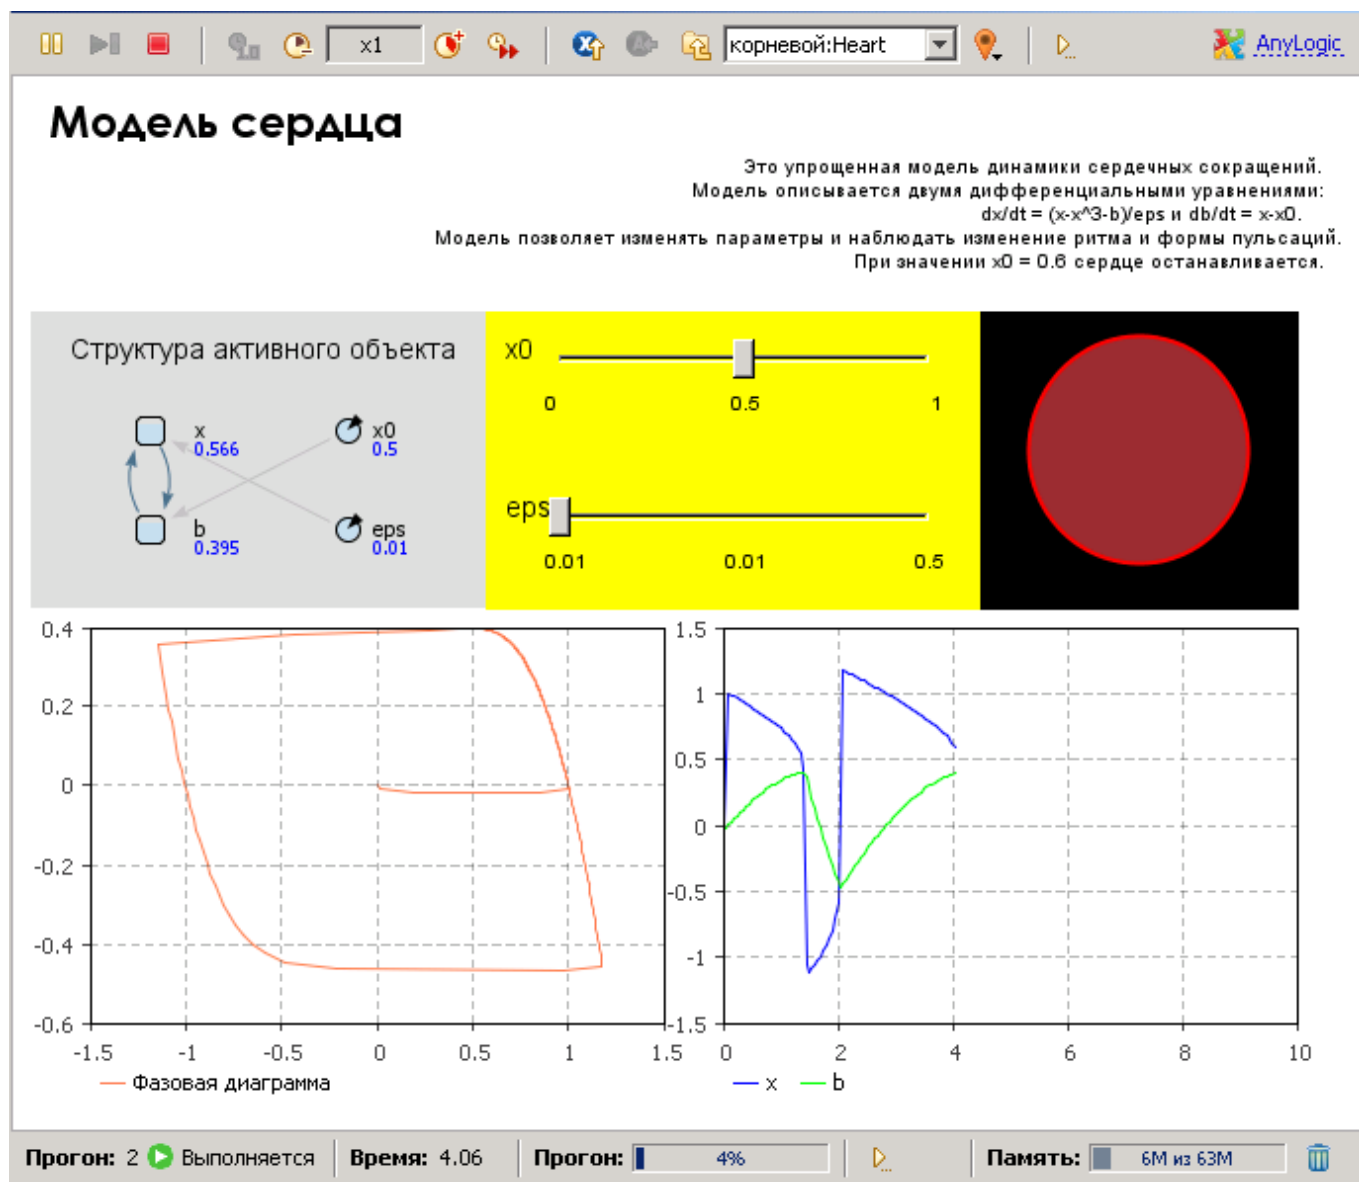 x1
корневой:Heart
AnyLogic
Модель сердца
Это упрощенная модель динамики сердечных сокращений.
Модель описывается двумя дифференциальными уравнениями:
dx/dt = (x-x^3-b)/eps и db/dt = x-x0.
Модель позволяет изменять параметры и наблюдать изменение ритма и формы пульсаций.
При значении x0 = 0.6 сердце останавливается.
Структура активного объекта
x
0.566
x0
0.5
b
0.395
eps
0.01
x0
0 0.5 1
eps
0.01 0.01 0.5
0.4
0.2
0
-0.2
-0.4
-0.6
-1.5 -1 -0.5 0 0.5 1 1.5
Фазовая диаграмма
1.5
1
0.5
0
-0.5
-1
-1.5
0 2 4 6 8 10
x b
Прогон: 2 Выполняется Время: 4.06 Прогон: 4% Память: 6M из 63M